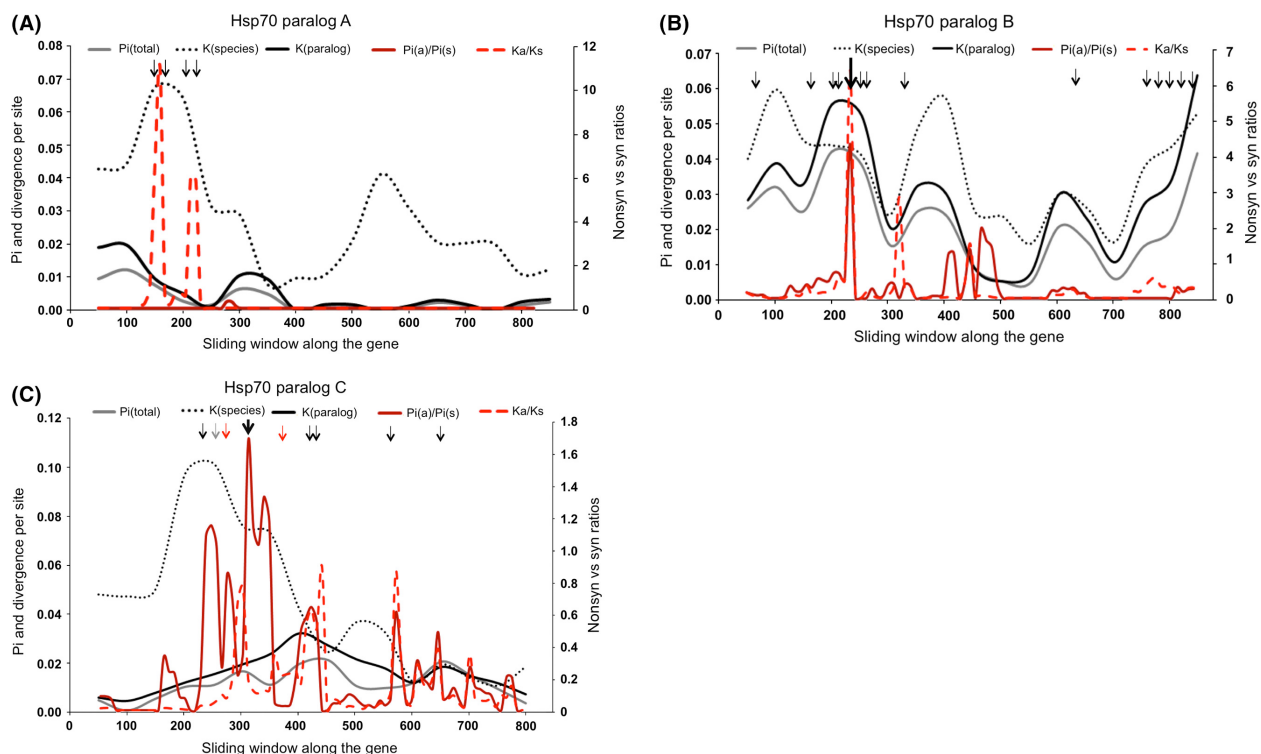 (A)
Hsp70 paralog A
Pi(total) K(species) K(paralog) Pi(a)/Pi(s) Ka/Ks
Pi and divergence per site
0.08
0.07
0.06
0.05
0.04
0.03
0.02
0.01
0.00
12
10
8
6
4
2
0
Nonsyn vs syn ratios
0 100 200 300 400 500 600 700 800
Sliding window along the gene
(B)
Hsp70 paralog B
Pi(total) K(species) K(paralog) Pi(a)/Pi(s) Ka/Ks
Pi and divergence per site
0.07
0.06
0.05
0.04
0.03
0.02
0.01
0.00
7
6
5
4
3
2
1
0
Nonsyn vs syn ratios
0 100 200 300 400 500 600 700 800
Sliding window along the gene
(C)
Hsp70 paralog C
Pi(total) K(species) K(paralog) Pi(a)/Pi(s) Ka/Ks
Pi and divergence per site
0.12
0.10
0.08
0.06
0.04
0.02
0.00
1.8
1.6
1.4
1.2
1.0
0.8
0.6
0.4
0.2
0
Nonsyn vs syn ratios
0 100 200 300 400 500 600 700 800
Sliding window along the gene